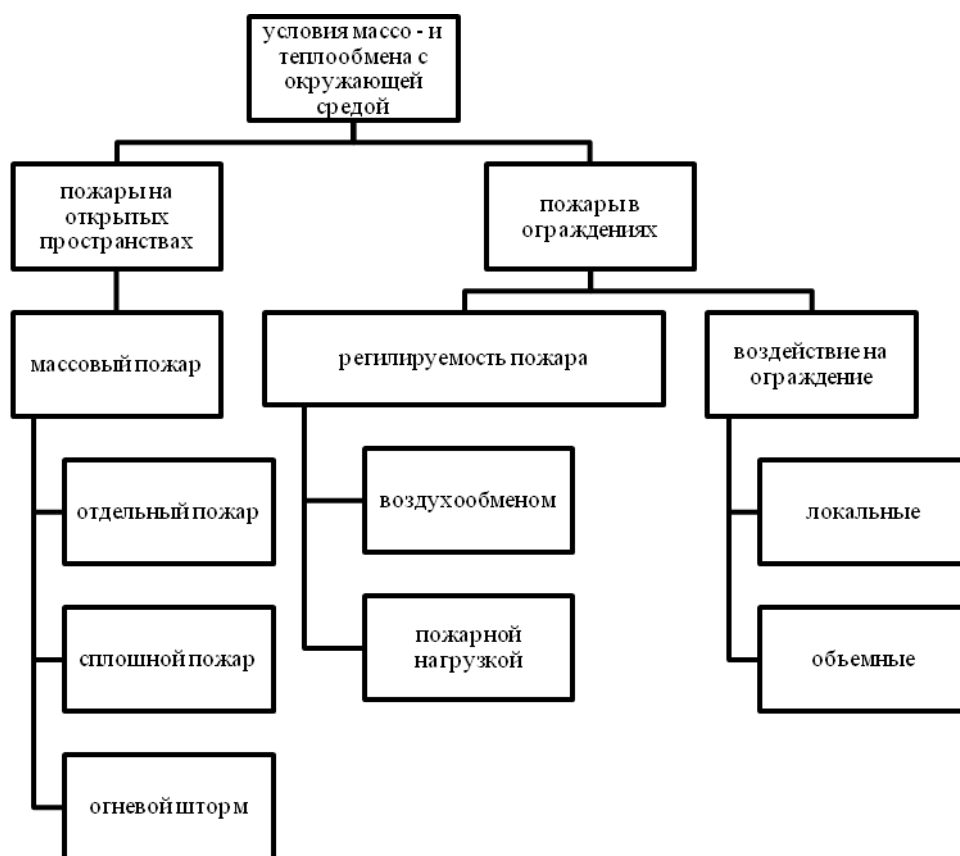 условия массо - и
теплообмена с
окружающей
средой
пожары на
открытых
пространствах
пожары в
ограждениях
массовый пожар
регилируемость пожара
воздействие на
ограждение
отдельный пожар
воздухообменом
локальные
сплошной пожар
пожарной
нагрузкой
объемные
огневой шторм